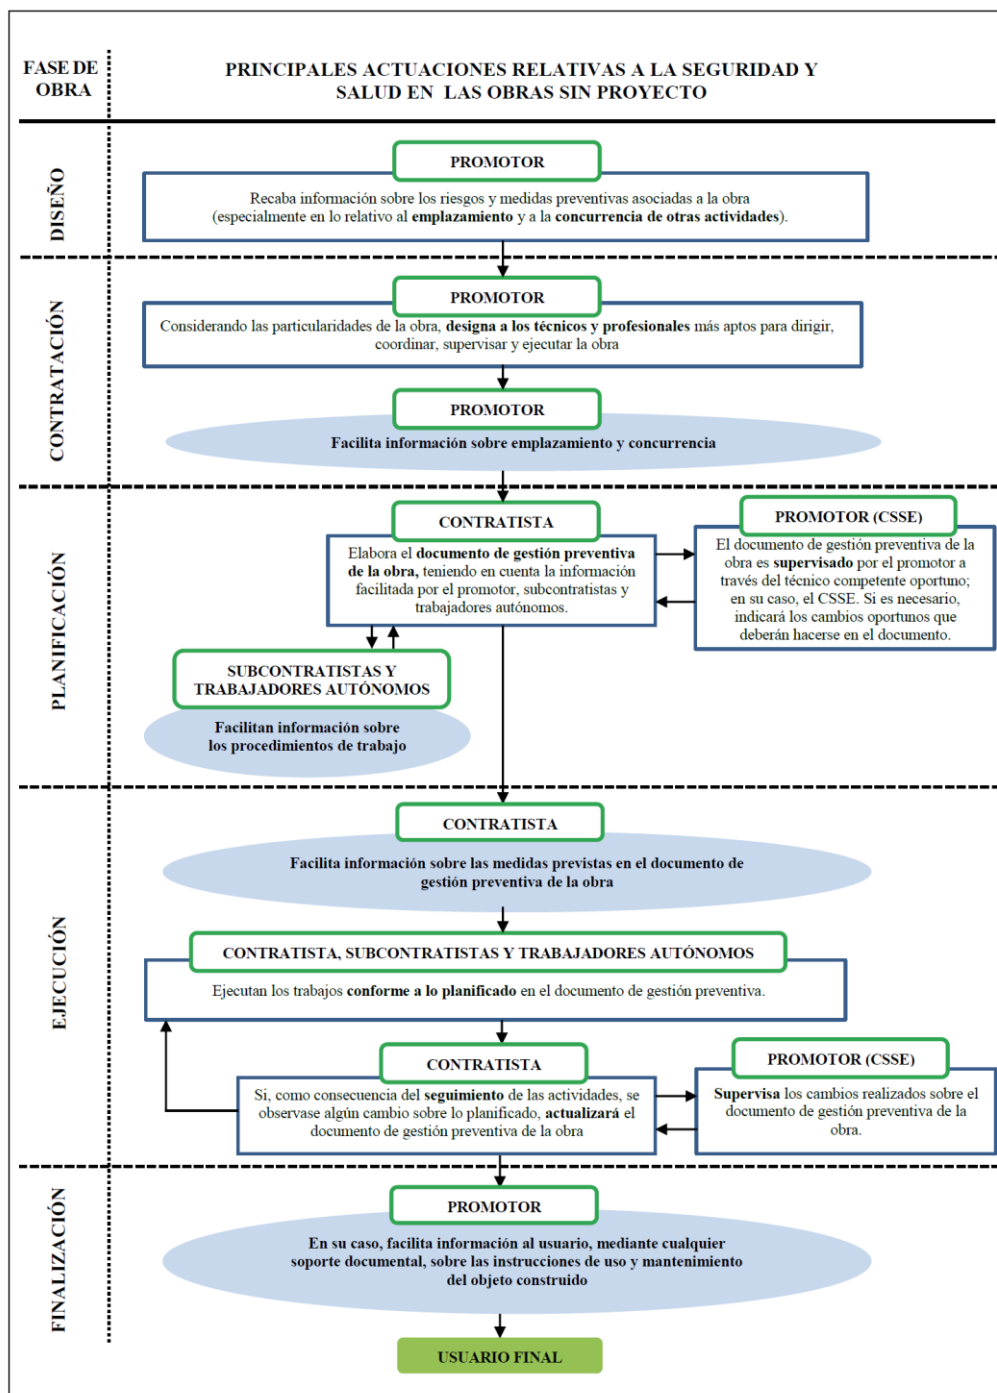 FASE DE
OBRA
PRINCIPALES ACTUACIONES RELATIVAS A LA SEGURIDAD Y
SALUD EN LAS OBRAS SIN PROYECTO
DISEÑO
PROMOTOR
Recaba información sobre los riesgos y medidas preventivas asociadas a la obra
(especialmente en lo relativo al emplazamiento y a la concurrencia de otras actividades).
CONTRATACIÓN
PROMOTOR
Considerando las particularidades de la obra, designa a los técnicos y profesionales más aptos para dirigir,
coordinar, supervisar y ejecutar la obra
PROMOTOR
Facilita información sobre emplazamiento y concurrencia
PLANIFICACIÓN
CONTRATISTA
Elabora el documento de gestión preventiva
de la obra, teniendo en cuenta la información
facilitada por el promotor, subcontratistas y
trabajadores autónomos.
PROMOTOR (CSSE)
El documento de gestión preventiva de la
obra es supervisado por el promotor a
través del técnico competente oportuno;
en su caso, el CSSE. Si es necesario,
indicará los cambios oportunos que
deberán hacerse en el documento.
SUBCONTRATISTAS Y
TRABAJADORES AUTÓNOMOS
Facilitan información sobre
los procedimientos de trabajo
EJECUCIÓN
CONTRATISTA
Facilita información sobre las medidas previstas en el documento de
gestión preventiva de la obra
CONTRATISTA, SUBCONTRATISTAS Y TRABAJADORES AUTÓNOMOS
Ejecutan los trabajos conforme a lo planificado en el documento de gestión preventiva.
CONTRATISTA
Si, como consecuencia del seguimiento de las actividades, se
observase algún cambio sobre lo planificado, actualizará el
documento de gestión preventiva de la obra
PROMOTOR (CSSE)
Supervisa los cambios realizados sobre el
documento de gestión preventiva de la
obra.
FINALIZACIÓN
PROMOTOR
En su caso, facilita información al usuario, mediante cualquier
soporte documental, sobre las instrucciones de uso y mantenimiento
del objeto construido
USUARIO FINAL